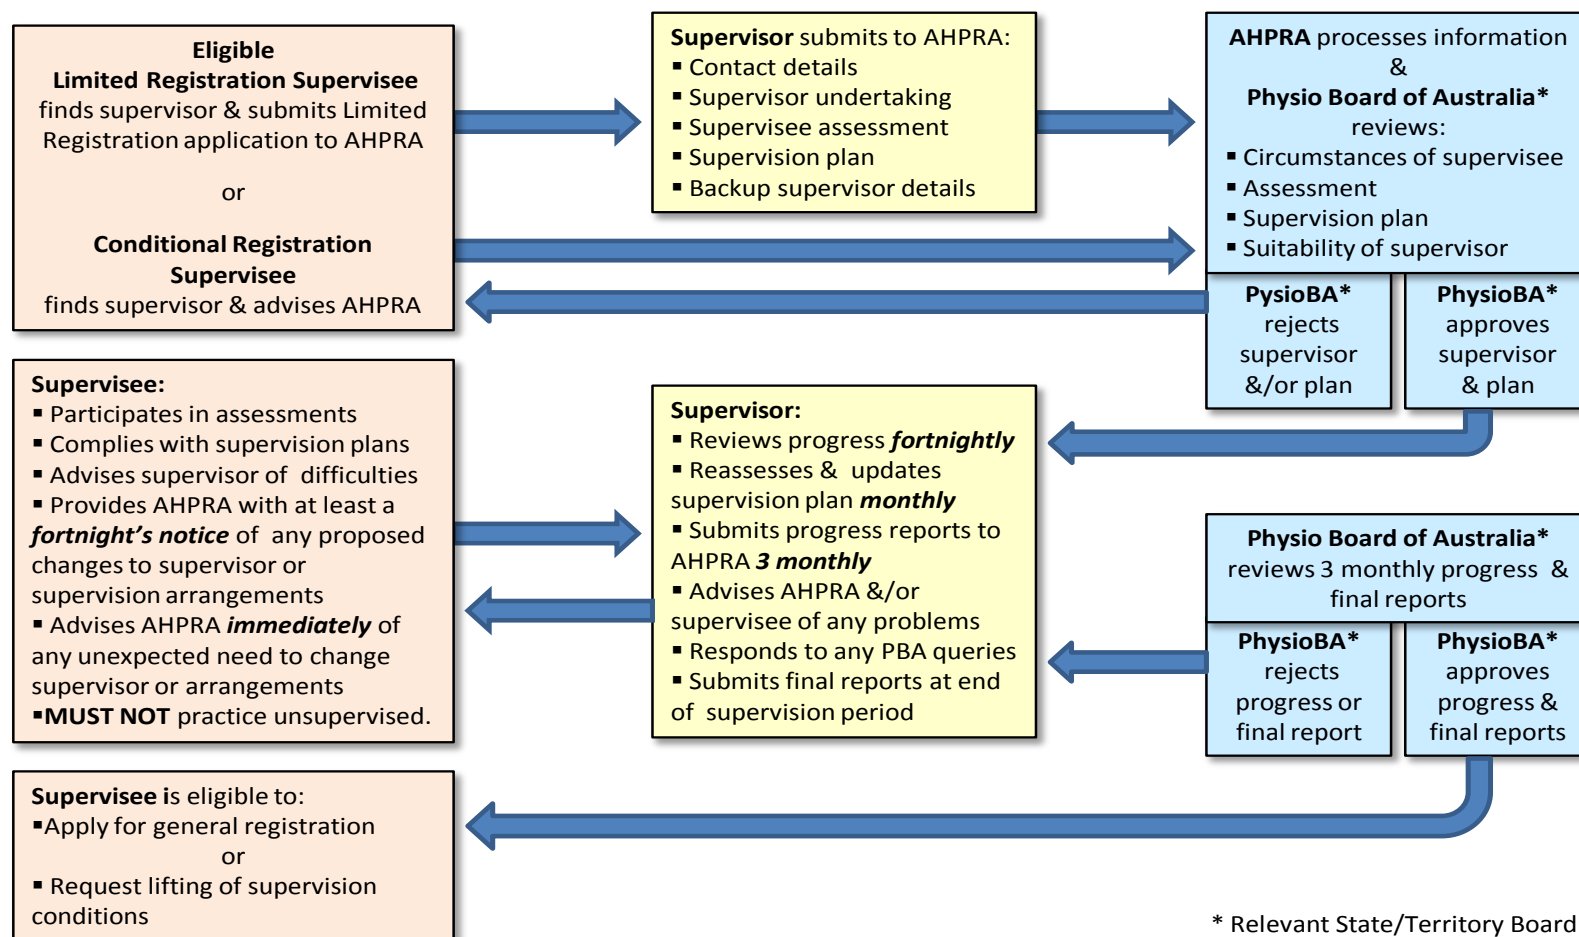 Eligible
Limited Registration Supervisee
finds supervisor & submits Limited
Registration application to AHPRA
or
Conditional Registration
Supervisee
finds supervisor & advises AHPRA
Supervisor submits to AHPRA:
▪ Contact details
▪ Supervisor undertaking
▪ Supervisee assessment
▪ Supervision plan
▪ Backup supervisor details
AHPRA processes information
&
Physio Board of Australia*
reviews:
▪ Circumstances of supervisee
▪ Assessment
▪ Supervision plan
▪ Suitability of supervisor
PysioBA*
rejects
supervisor
&/or plan
PhysioBA*
approves
supervisor
& plan
Supervisee:
▪ Participates in assessments
▪ Complies with supervision plans
▪ Advises supervisor of difficulties
▪ Provides AHPRA with at least a
fortnight's notice of any proposed
changes to supervisor or
supervision arrangements
▪ Advises AHPRA immediately of
any unexpected need to change
supervisor or arrangements
▪MUST NOT practice unsupervised.
Supervisor:
▪ Reviews progress fortnightly
▪ Reassesses & updates
supervision plan monthly
▪ Submits progress reports to
AHPRA 3 monthly
▪ Advises AHPRA &/or
supervisee of any problems
▪ Responds to any PBA queries
▪ Submits final reports at end
of supervision period
Physio Board of Australia*
reviews 3 monthly progress &
final reports
PhysioBA*
rejects
progress or
final report
PhysioBA*
approves
progress &
final reports
Supervisee is eligible to:
▪Apply for general registration
or
▪ Request lifting of supervision
conditions
* Relevant State/Territory Board